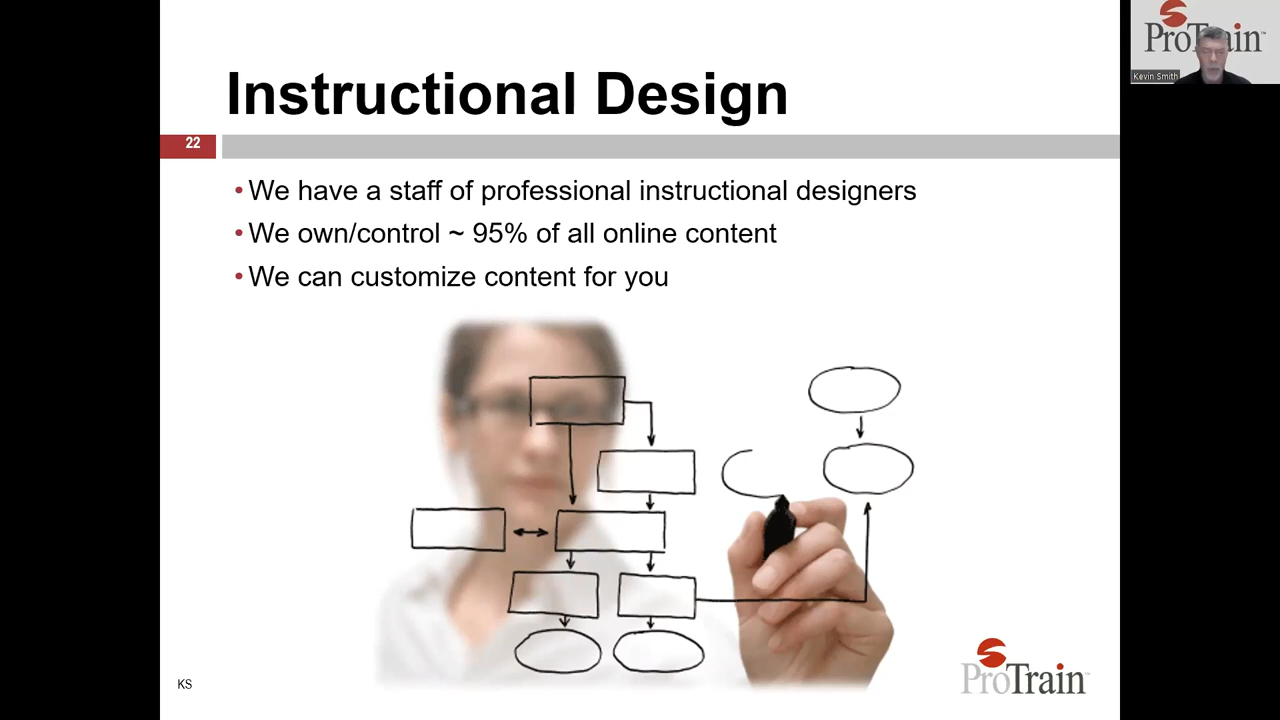 Instructional Design
22
•We have a staff of professional instructional designers
•We own/control ~ 95% of all online content
•We can customize content for you
KS
ProTrain
ProTrain™
Kevin Smith